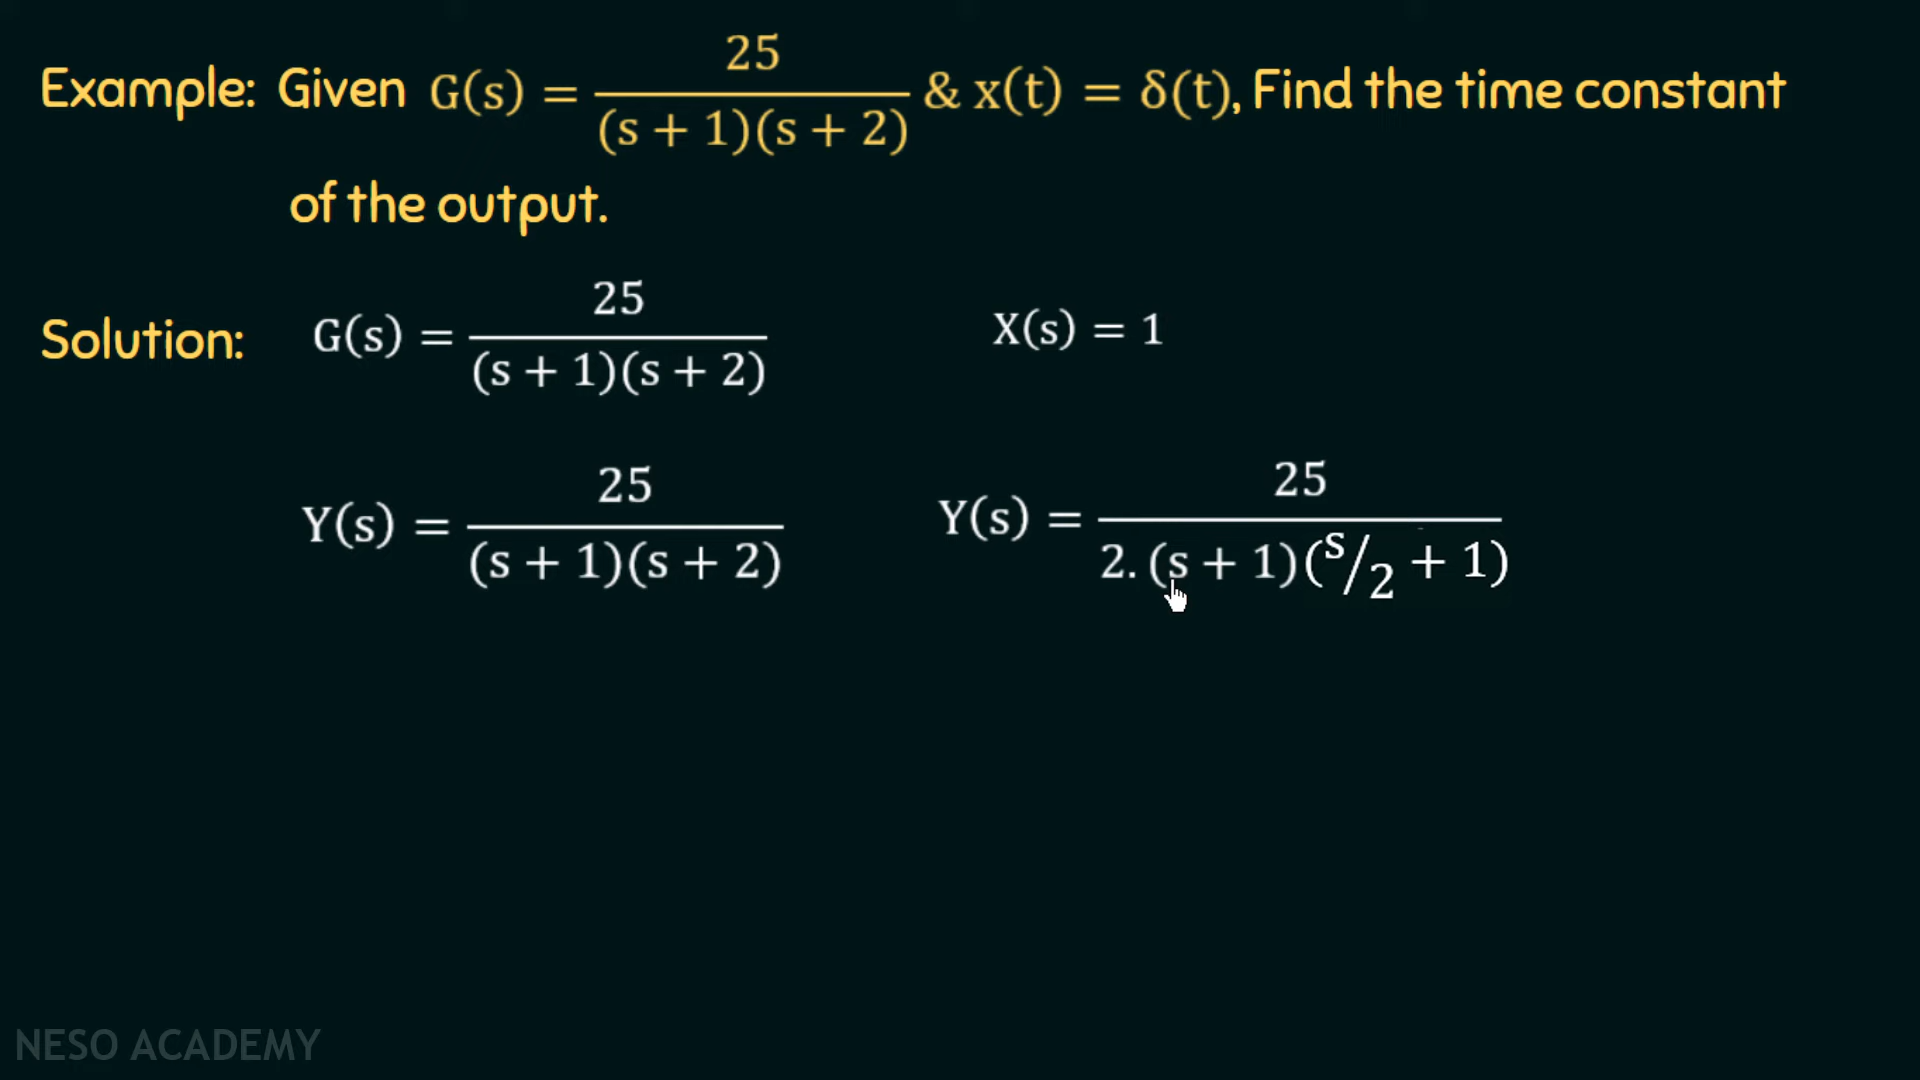 Example: Given G(s) = 25 / (s + 1)(s + 2) & x(t) = δ(t), Find the time constant
of the output.
Solution: G(s) = 25 / (s + 1)(s + 2) X(s) = 1
Y(s) = 25 / (s + 1)(s + 2) Y(s) = 25 / 2. (s + 1)(s/2 + 1)
NESO ACADEMY